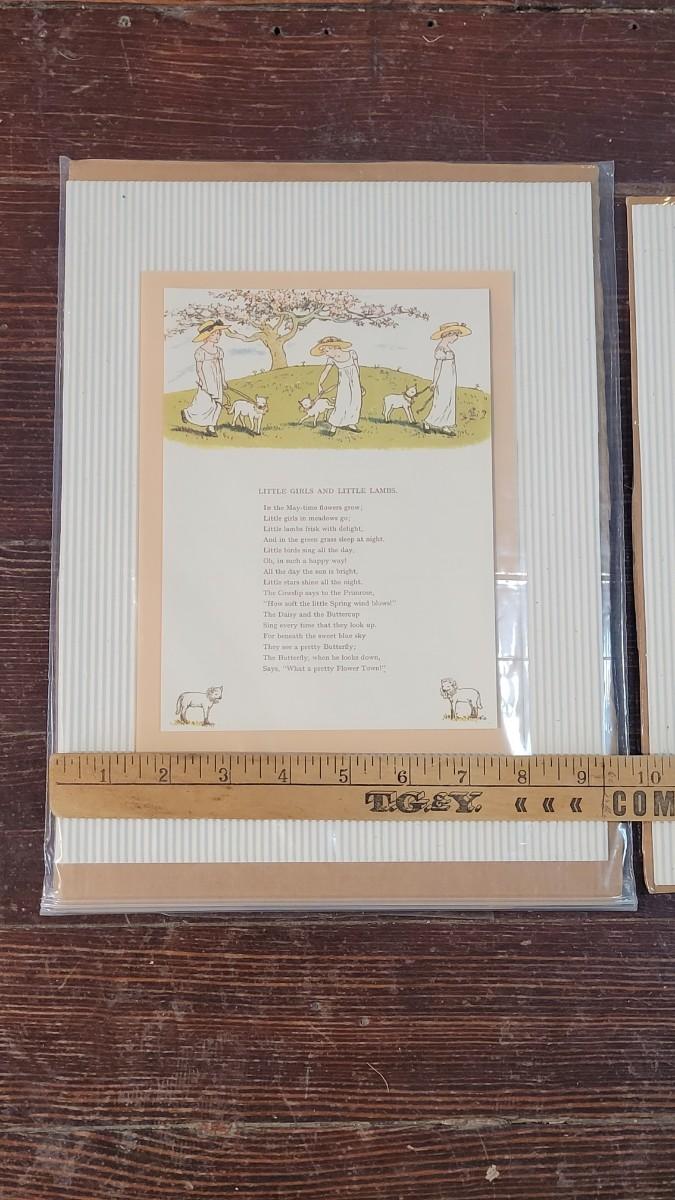 LITTLE GIRLS AND LITTLE LAMBS.
In the May-time flowers grow;
Little girls in meadows go;
Little lambs frisk with delight,
And in the green grass sleep at night.
Little birds sing all the day,
Oh, in such a happy way!
All the day the sun is bright,
Little stars shine all the night.
The Cowslip says to the Primrose,
"How soft the little Spring wind blows!"
The Daisy and the Buttercup
Sing every time that they look up.
For beneath the sweet blue sky
They see a pretty Butterfly;
The Butterfly, when he looks down,
Says, "What a pretty Flower Town!"
1 2 3 4 5 6 7 8 9 10
T.G.&Y. « « « COM